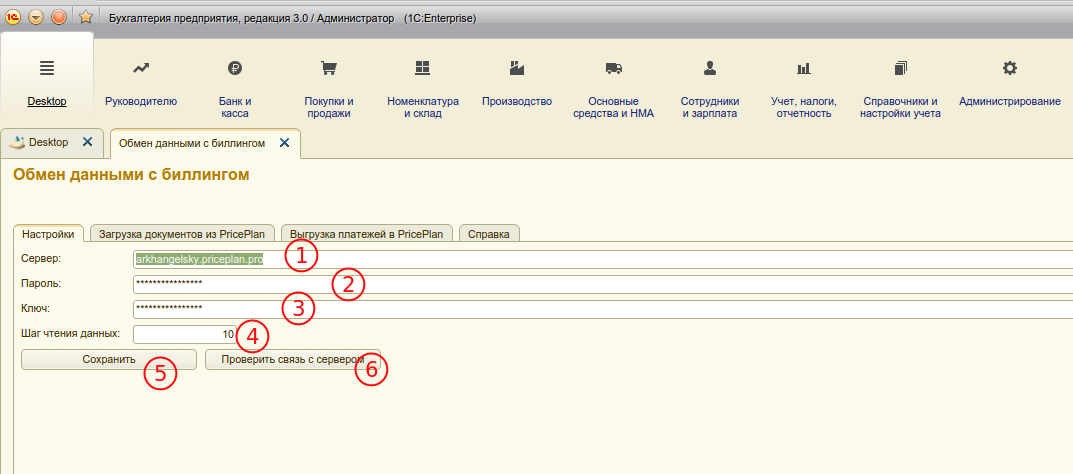 Бухгалтерия предприятия, редакция 3.0 / Администратор (1C:Enterprise)
Desktop
Руководителю
Банк и
касса
Покупки и
продажи
Номенклатура
и склад
Производство
Основные
средства и НМА
Сотрудники
и зарплата
Учет, налоги,
отчетность
Справочники и
настройки учета
Администрирование
Desktop
Обмен данными с биллингом
Обмен данными с биллингом
Настройки
Загрузка документов из PricePlan
Выгрузка платежей в PricePlan
Справка
Сервер: arkhangelsky.priceplan.pro 1
Пароль: **************** 2
Ключ: **************** 3
Шаг чтения данных: 10 4
Сохранить 5
Проверить связь с сервером 6